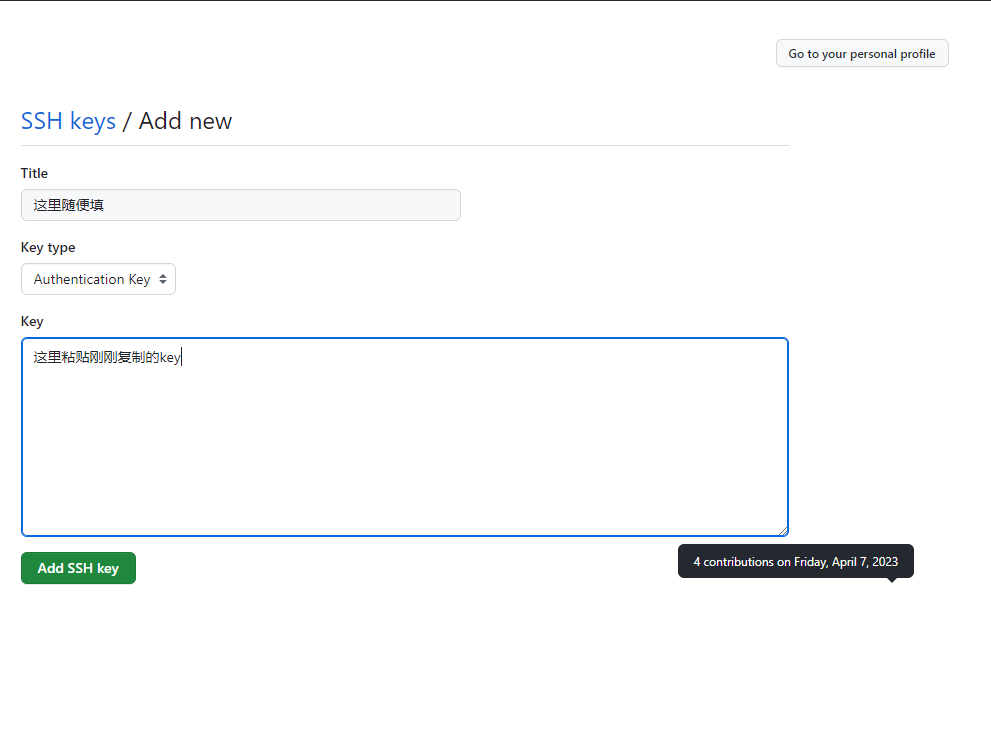 Go to your personal profile
SSH keys / Add new
Title
这里随便填
Key type
Authentication Key
Key
这里粘贴刚刚复制的key
Add SSH key
4 contributions on Friday, April 7, 2023